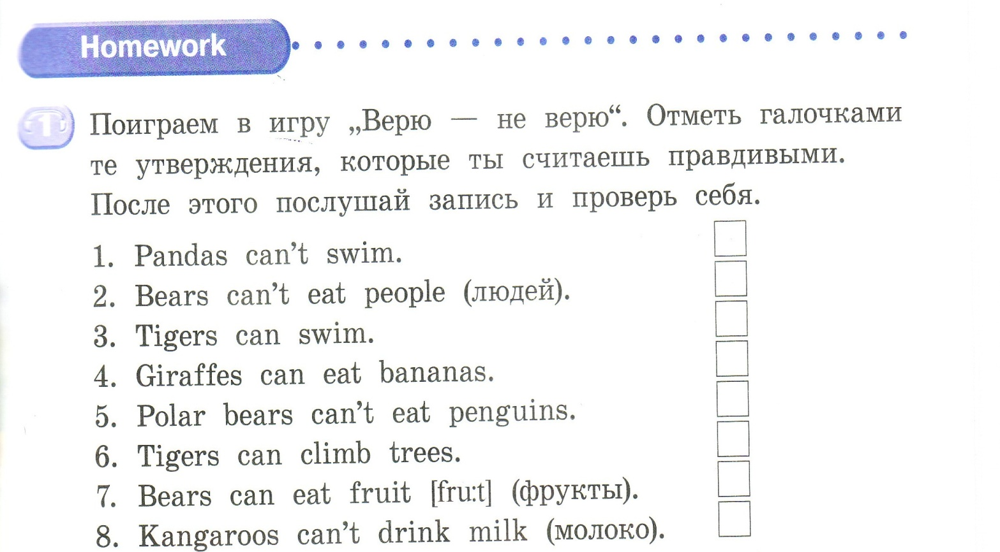 Homework
1
Поиграем в игру „Верю — не верю“. Отметь галочками
те утверждения, которые ты считаешь правдивыми.
После этого послушай запись и проверь себя.
1. Pandas can't swim.
2. Bears can't eat people (людей).
3. Tigers can swim.
4. Giraffes can eat bananas.
5. Polar bears can't eat penguins.
6. Tigers can climb trees.
7. Bears can eat fruit [fru:t] (фрукты).
8. Kangaroos can't drink milk (молоко).